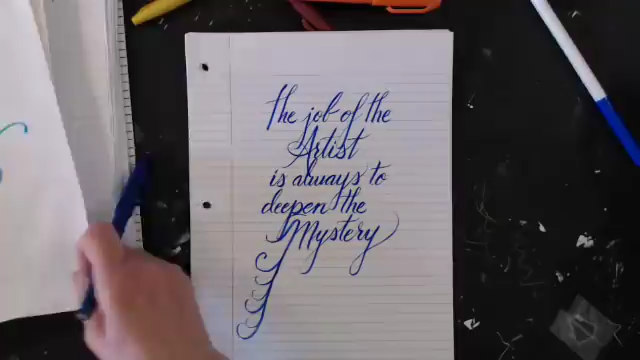 the job of the
Artist
is always to
deepen the
Mystery